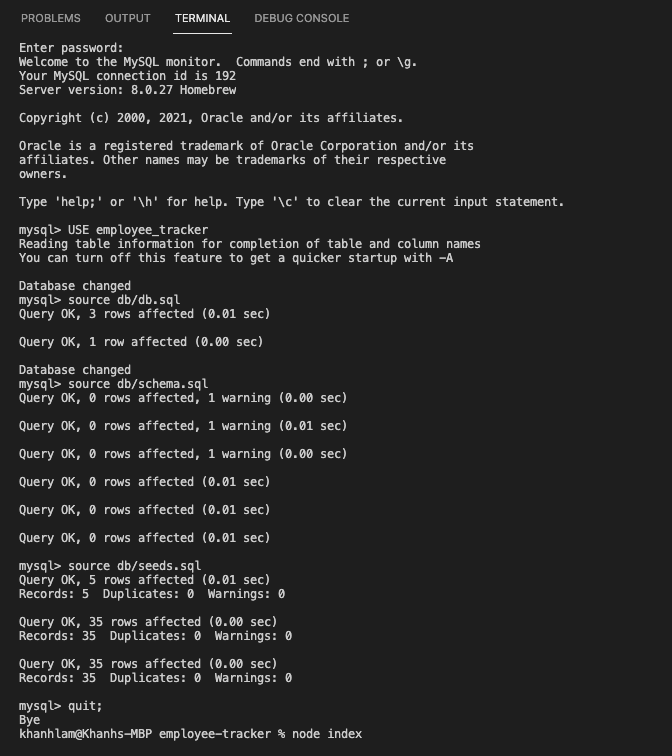 PROBLEMS OUTPUT TERMINAL DEBUG CONSOLE
Enter password:
Welcome to the MySQL monitor.  Commands end with ; or \g.
Your MySQL connection id is 192
Server version: 8.0.27 Homebrew
Copyright (c) 2000, 2021, Oracle and/or its affiliates.
Oracle is a registered trademark of Oracle Corporation and/or its
affiliates. Other names may be trademarks of their respective
owners.
Type 'help;' or '\h' for help. Type '\c' to clear the current input statement.
mysql> USE employee_tracker
Reading table information for completion of table and column names
You can turn off this feature to get a quicker startup with -A
Database changed
mysql> source db/db.sql
Query OK, 3 rows affected (0.01 sec)
Query OK, 1 row affected (0.00 sec)
Database changed
mysql> source db/schema.sql
Query OK, 0 rows affected, 1 warning (0.00 sec)
Query OK, 0 rows affected, 1 warning (0.01 sec)
Query OK, 0 rows affected, 1 warning (0.00 sec)
Query OK, 0 rows affected (0.01 sec)
Query OK, 0 rows affected (0.01 sec)
Query OK, 0 rows affected (0.01 sec)
mysql> source db/seeds.sql
Query OK, 5 rows affected (0.01 sec)
Records: 5  Duplicates: 0  Warnings: 0
Query OK, 35 rows affected (0.00 sec)
Records: 35  Duplicates: 0  Warnings: 0
Query OK, 35 rows affected (0.00 sec)
Records: 35  Duplicates: 0  Warnings: 0
mysql> quit;
Bye
khanhlam@Khanhs-MBP employee-tracker % node index